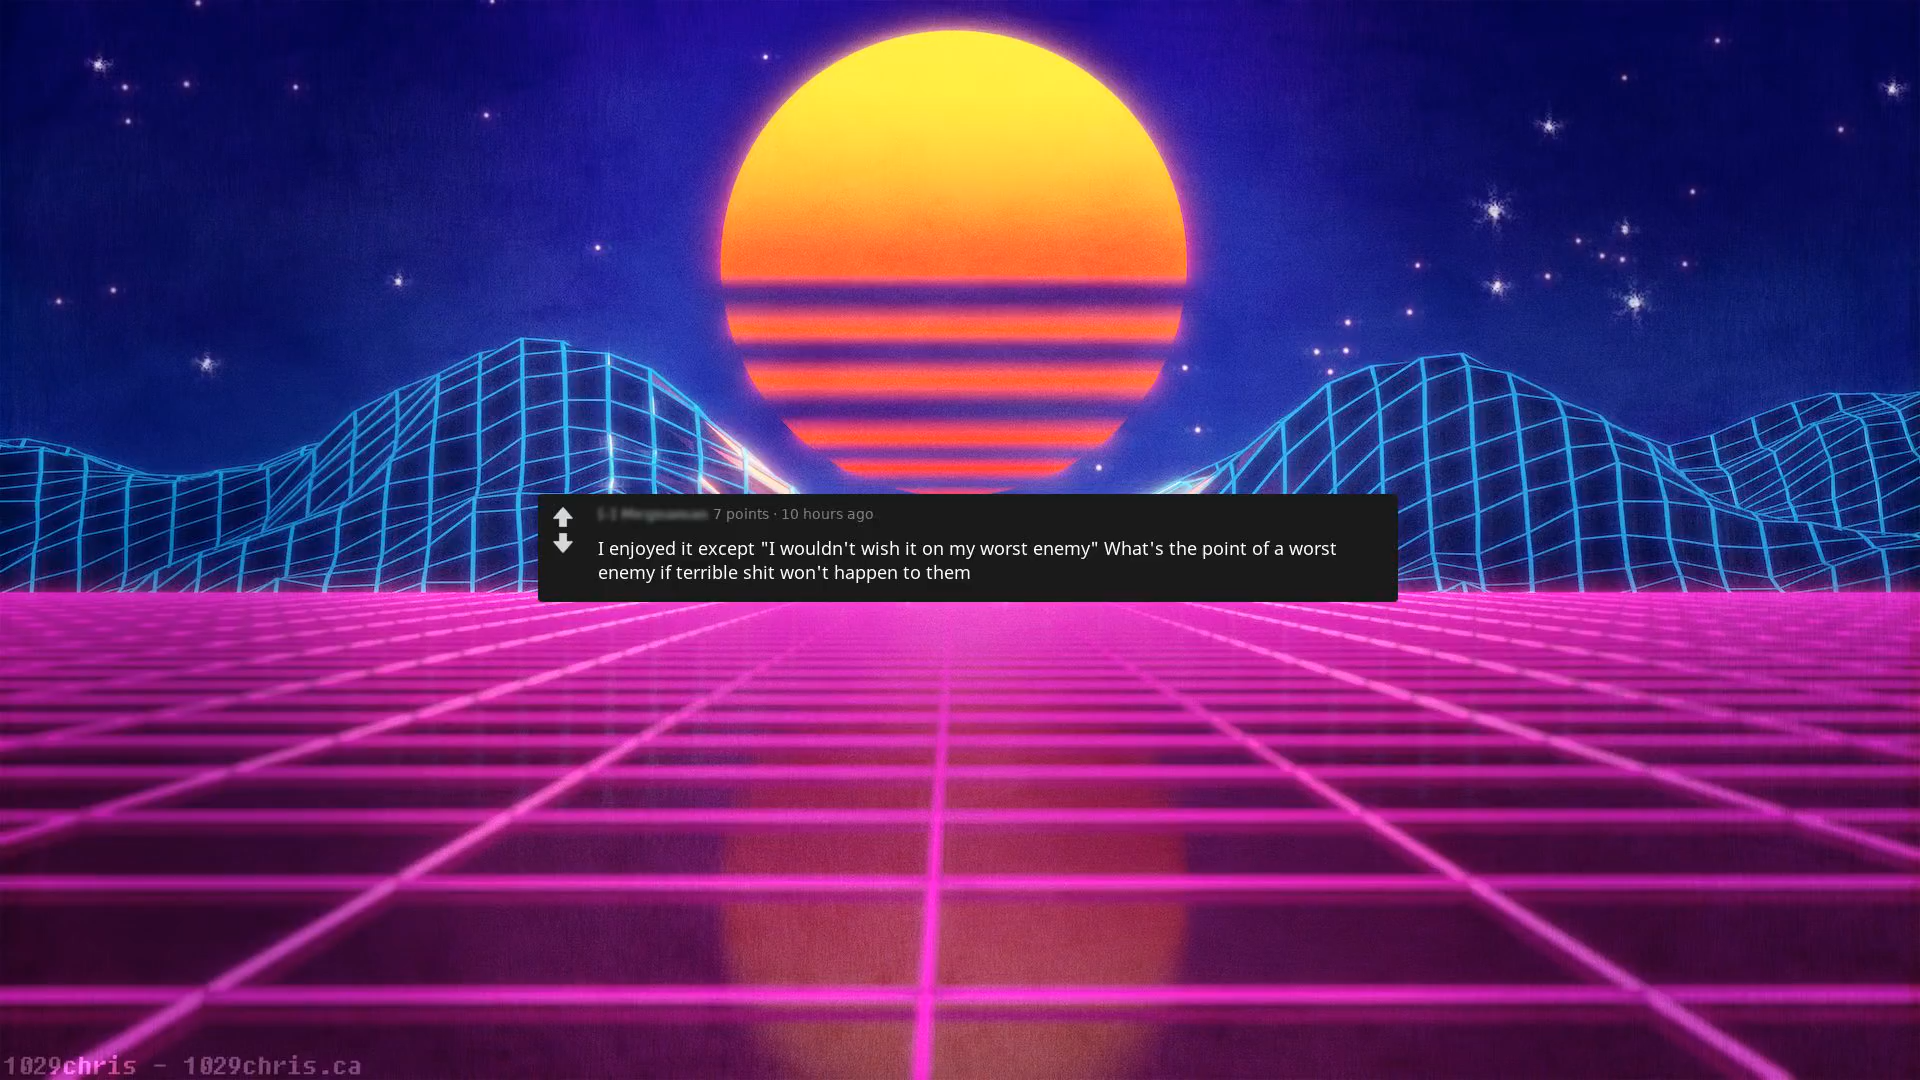 7 points · 10 hours ago
I enjoyed it except "I wouldn't wish it on my worst enemy" What's the point of a worst
enemy if terrible shit won't happen to them
1029chris - 1029chris.ca